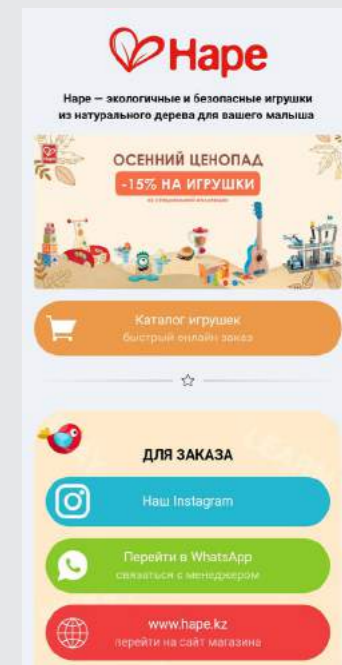 Hape
Hape — экологичные и безопасные игрушки
из натурального дерева для вашего малыша
ОСЕННИЙ ЦЕНОПАД
-15% НА ИГРУШКИ
Каталог игрушек
быстрый онлайн заказ
ДЛЯ ЗАКАЗА
Наш Instagram
Перейти в WhatsApp
связаться с менеджером
www.hape.kz
перейти на сайт магазина